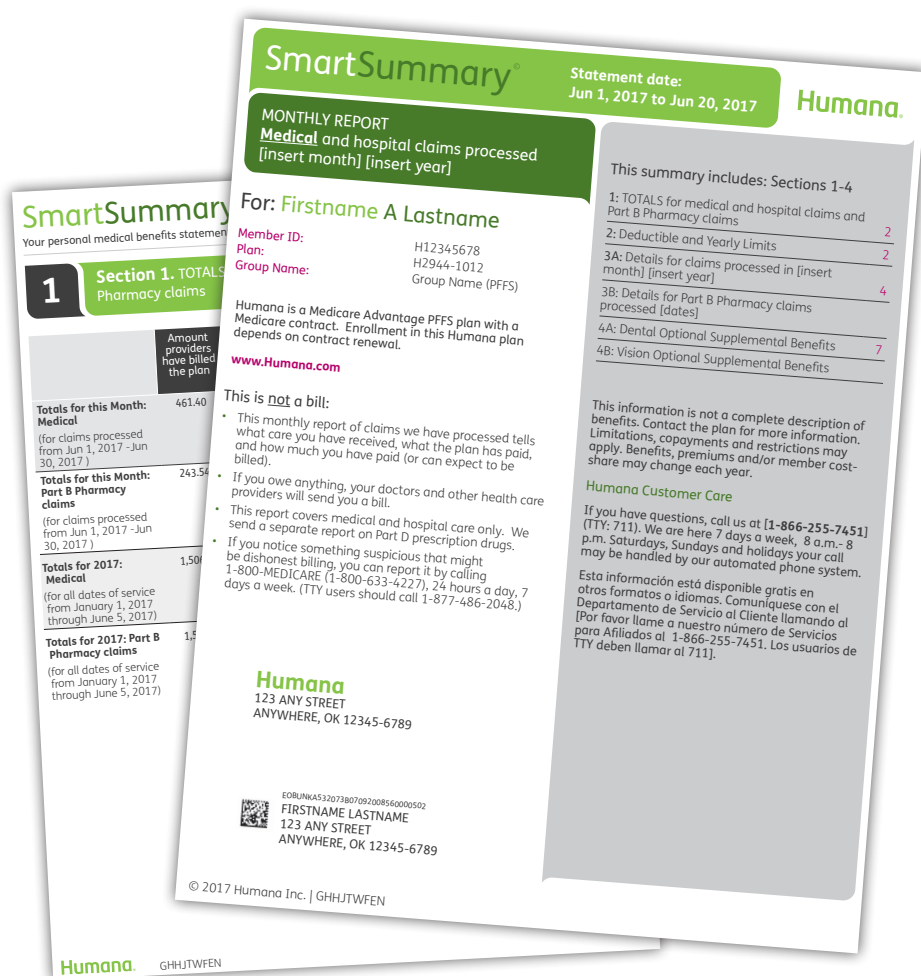 SmartSummary©
Statement date:
Jun 1, 2017 to Jun 20, 2017
Humana.
MONTHLY REPORT
Medical and hospital claims processed
[insert month] [insert year]
For: Firstname A Lastname
Member ID: H12345678
Plan: H2944-1012
Group Name: Group Name (PFFS)
Humana is a Medicare Advantage PFFS plan with a
Medicare contract. Enrollment in this Humana plan
depends on contract renewal.
www.Humana.com
This is not a bill:
• This monthly report of claims we have processed tells
what care you have received, what the plan has paid,
and how much you have paid (or can expect to be
billed).
• If you owe anything, your doctors and other health care
providers will send you a bill.
• This report covers medical and hospital care only. We
send a separate report on Part D prescription drugs.
• If you notice something suspicious that might
be dishonest billing, you can report it by calling
1-800-MEDICARE (1-800-633-4227), 24 hours a day, 7
days a week. (TTY users should call 1-877-486-2048.)
Humana
123 ANY STREET
ANYWHERE, OK 12345-6789
EOBUNKA532073B07092008560000502
FIRSTNAME LASTNAME
123 ANY STREET
ANYWHERE, OK 12345-6789
© 2017 Humana Inc. | GHHJTWFEN
This summary includes: Sections 1-4
1: TOTALS for medical and hospital claims and
Part B Pharmacy claims 2
2: Deductible and Yearly Limits 2
3A: Details for claims processed in [insert
month] [insert year] 4
3B: Details for Part B Pharmacy claims
processed [dates]
4A: Dental Optional Supplemental Benefits 7
4B: Vision Optional Supplemental Benefits
This information is not a complete description of
benefits. Contact the plan for more information.
Limitations, copayments and restrictions may
apply. Benefits, premiums and/or member cost-
share may change each year.
Humana Customer Care
If you have questions, call us at [1-866-255-7451]
(TTY: 711). We are here 7 days a week, 8 a.m.- 8
p.m. Saturdays, Sundays and holidays your call
may be handled by our automated phone system.
Esta información está disponible gratis en
otros formatos o idiomas. Comuníquese con el
Departamento de Servicio al Cliente llamando al
[Por favor llame a nuestro número de Servicios
para Afiliados al 1-866-255-7451. Los usuarios de
TTY deben llamar al 711].
SmartSummary
Your personal medical benefits
1
Section 1. TOTALS
Pharmacy claims
Amount
providers
have billed
the plan
Totals for this Month: 461.40
Medical
(for claims processed
from Jun 1, 2017 -Jun
30, 2017 )
Totals for this Month: 243.54
Part B Pharmacy
claims
(for claims processed
from Jun 1, 2017 -Jun
30, 2017 )
Totals for 2017:
Medical
(for all dates of service
from January 1, 2017
through June 5, 2017)
Totals for 2017: Part B
Pharmacy claims
(for all dates of service
from January 1, 2017
through June 5, 2017)
Humana. GHHJTWFEN